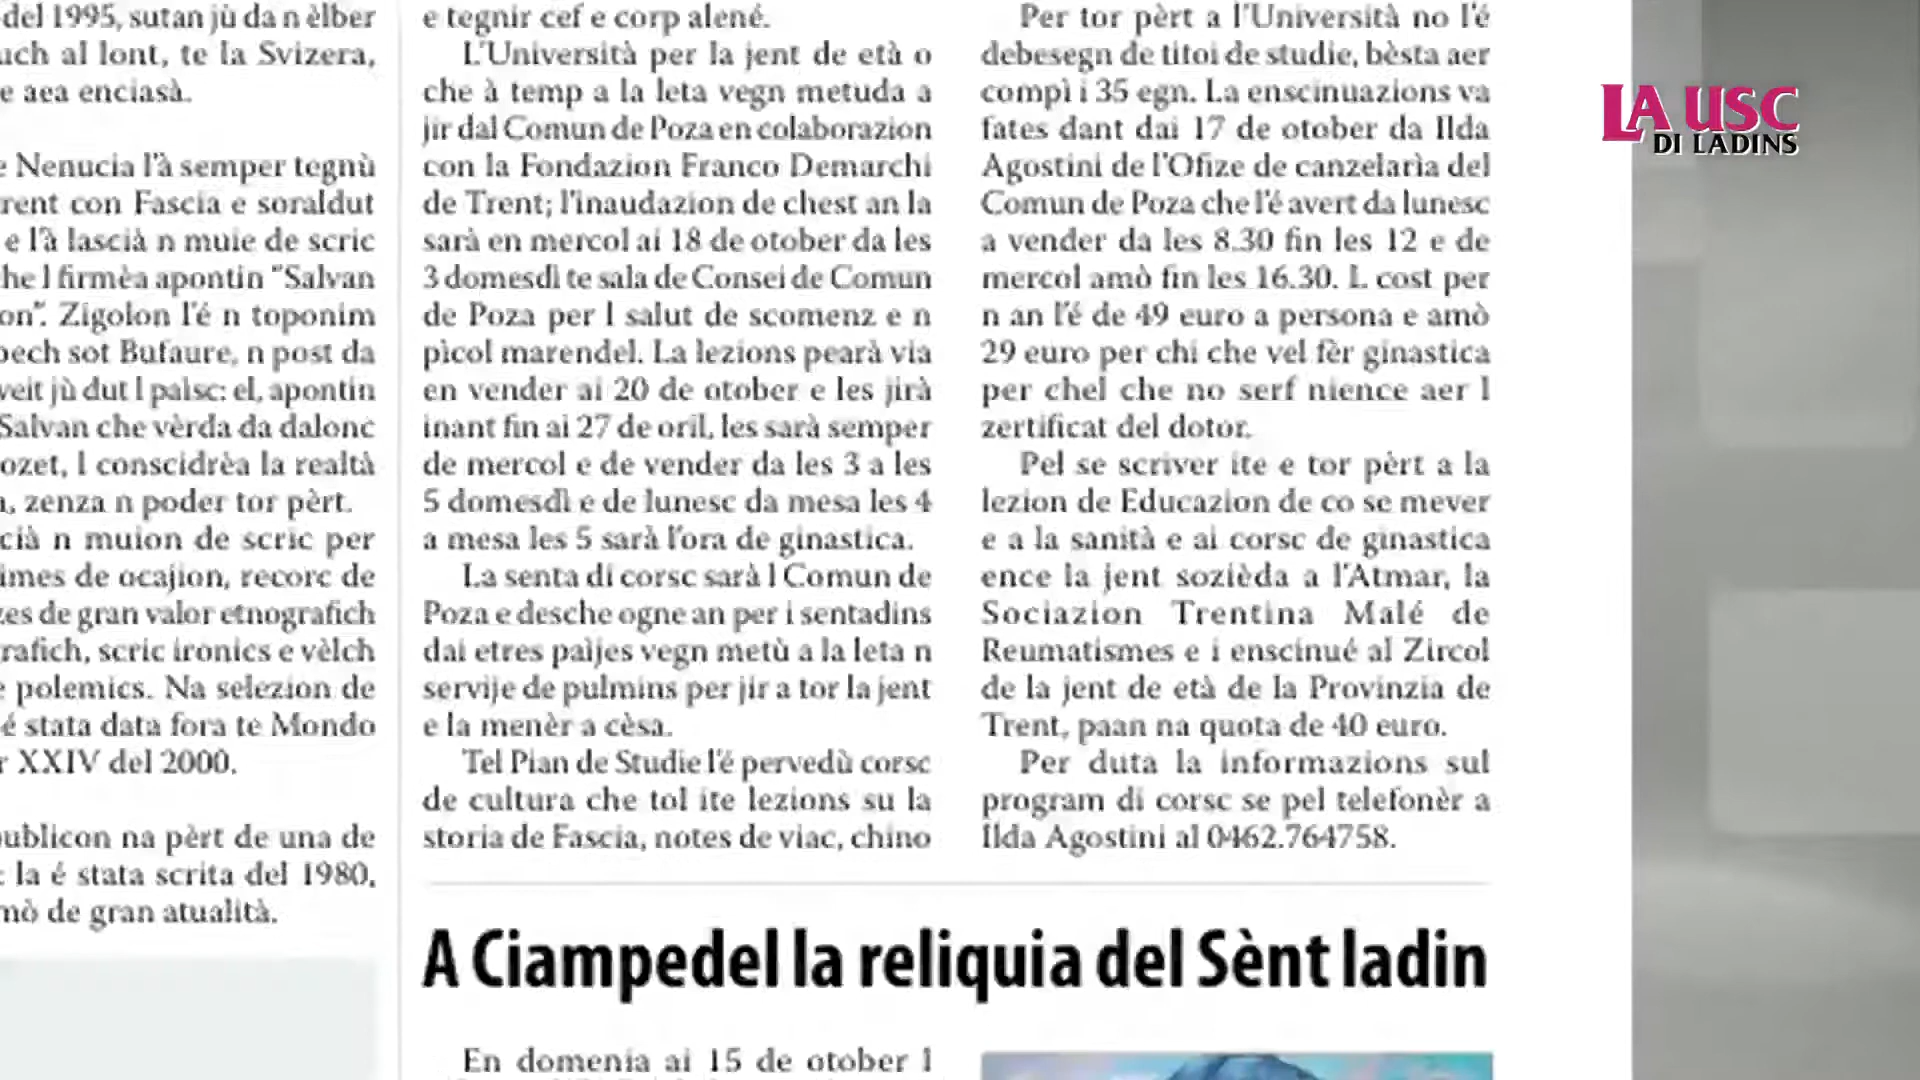 del 1995, sutan jù da n èlber
uch al lont, te la Svizera,
e aea enciasà.
e Nenucia l'à semper tegnù
rent con Fascia e soraldut
e l'à lascià n muie de scric
he l firmèa apontin "Salvan
on". Zigolon l'é n toponim
pech sot Bufaure, n post da
veit jù dut l paìsc: el, apontin
Salvan che vèrda da dalonc
ozet, l conscidrèa la realtà
, zenza n poder tor pèrt.
cià n muion de scric per
imes de ocajion, recorc de
zes de gran valor etnografich
rafich, scric ironics e vèlch
e polemics. Na selezion de
é stata data fora te Mondo
r XXIV del 2000.
ublicon na pèrt de una de
: la é stata scrita del 1980,
mò de gran atualità.
e tegnir cef e corp alené.
L'Università per la jent de età o
che à temp a la leta vegn metuda a
jir dal Comun de Poza en colaborazion
con la Fondazion Franco Demarchi
de Trent; l'inaudazion de chest an la
sarà en mercol ai 18 de otober da les
3 domesdì te sala de Consei de Comun
de Poza per l salut de scomenz e n
pìcol marendel. La lezions pearà via
en vender ai 20 de otober e les jirà
inant fin ai 27 de oril, les sarà semper
de mercol e de vender da les 3 a les
5 domesdì e de lunesc da mesa les 4
a mesa les 5 sarà l'ora de ginastica.
La senta di corsc sarà l Comun de
Poza e desche ogne an per i sentadins
dai etres paìjes vegn metù a la leta n
servije de pulmins per jir a tor la jent
e la menèr a cèsa.
Tel Pian de Studie l'é pervedù corsc
de cultura che tol ite lezions su la
storia de Fascia, notes de viac, chino
Per tor pèrt a l'Università no l'é
debesegn de titoi de studie, bèsta aer
compì i 35 egn. La enscinuazions va
fates dant dai 17 de otober da Ilda
Agostini de l'Ofize de canzelarìa del
Comun de Poza che l'é avert da lunesc
a vender da les 8.30 fin les 12 e de
mercol amò fin les 16.30. L cost per
n an l'é de 49 euro a persona e amò
29 euro per chi che vel fèr ginastica
per chel che no serf nience aer l
zertificat del dotor.
Pel se scriver ite e tor pèrt a la
lezion de Educazion de co se mever
e a la sanità e ai corsc de ginastica
ence la jent sozièda a l'Atmar, la
Sociazion Trentina Malé de
Reumatismes e i enscinué al Zircol
de la jent de età de la Provinzia de
Trent, paan na quota de 40 euro.
Per duta la informazions sul
program di corsc se pel telefonèr a
Ilda Agostini al 0462.764758.
A Ciampedel la reliquia del Sènt ladin
En domenia ai 15 de otober l
LA USC
DI LADINS